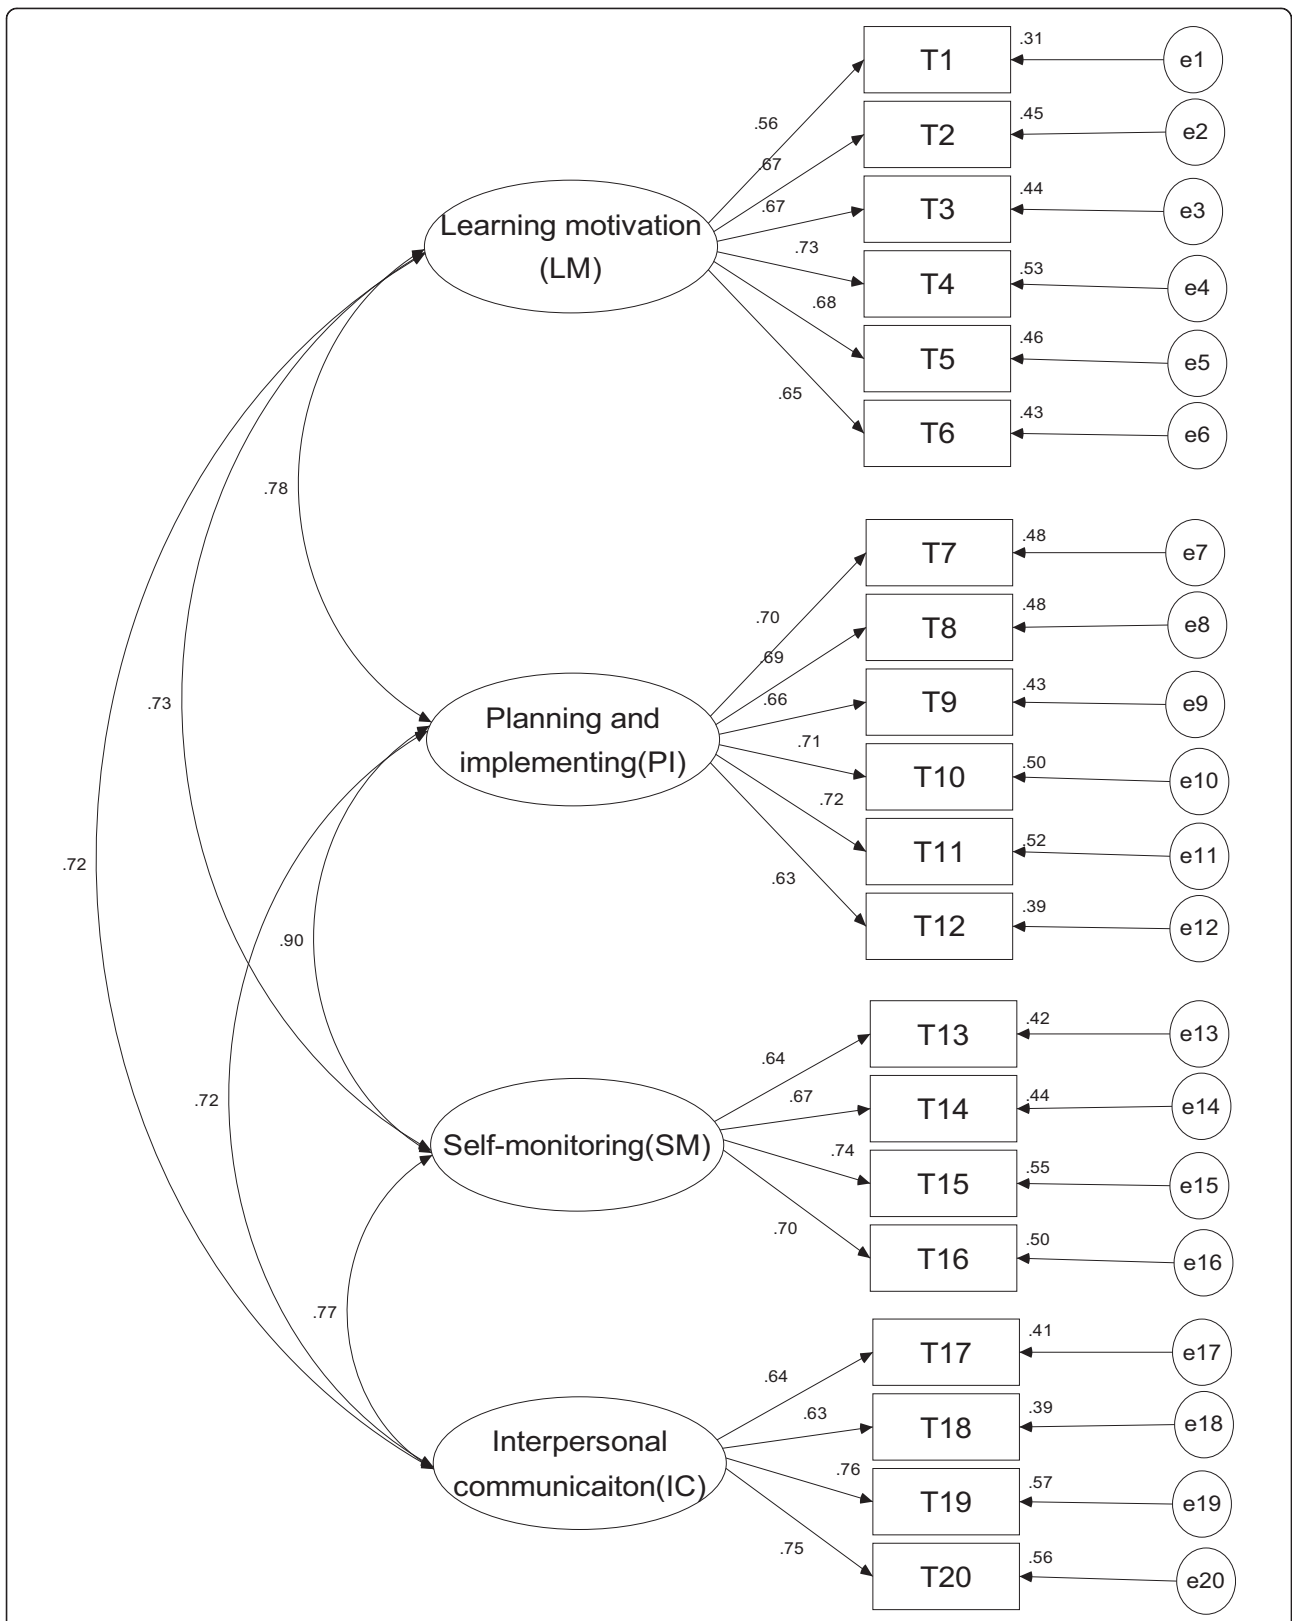 T1
.31
e1
.56
T2
.45
e2
.67
T3
.44
e3
.67
Learning motivation
(LM)
.73
T4
.53
e4
.68
T5
.46
e5
.65
T6
.43
e6
.78
T7
.48
e7
.70
T8
.48
e8
.69
T9
.43
e9
.66
.73
Planning and
implementing(PI)
.71
T10
.50
e10
.72
T11
.52
e11
.72
.63
T12
.39
e12
.90
T13
.42
e13
.64
T14
.44
e14
.67
.72
Self-monitoring(SM)
.74
T15
.55
e15
.70
T16
.50
e16
.77
T17
.41
e17
.64
T18
.39
e18
.63
Interpersonal
communicaiton(IC)
.76
T19
.57
e19
.75
T20
.56
e20